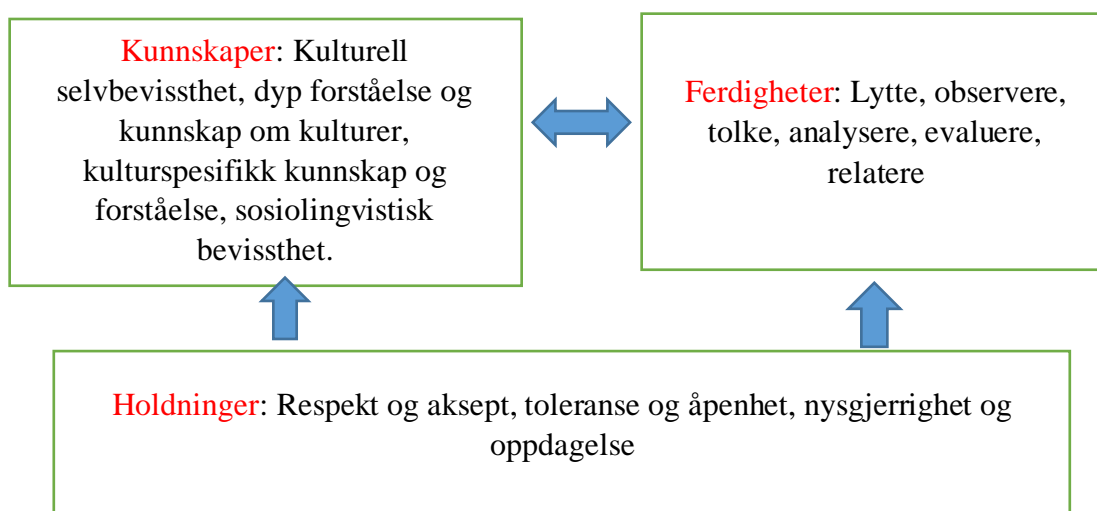 Kunnskaper: Kulturell
selvbevissthet, dyp forståelse og
kunnskap om kulturer,
kulturspesifikk kunnskap og
forståelse, sosiolingvistisk
bevissthet.
Ferdigheter: Lytte, observere,
tolke, analysere, evaluere,
relatere
Holdninger: Respekt og aksept, toleranse og åpenhet, nysgjerrighet og
oppdagelse